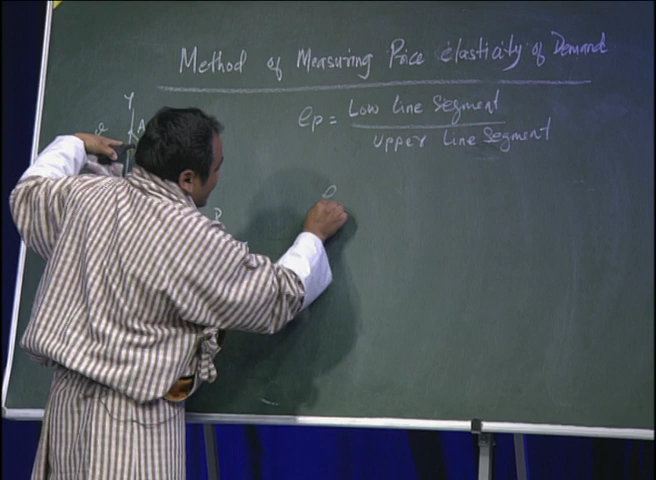 Method of Measuring Price elasticity of Demand
ep = Low Line Segment
upper Line Segment
Y
e
A
B
e